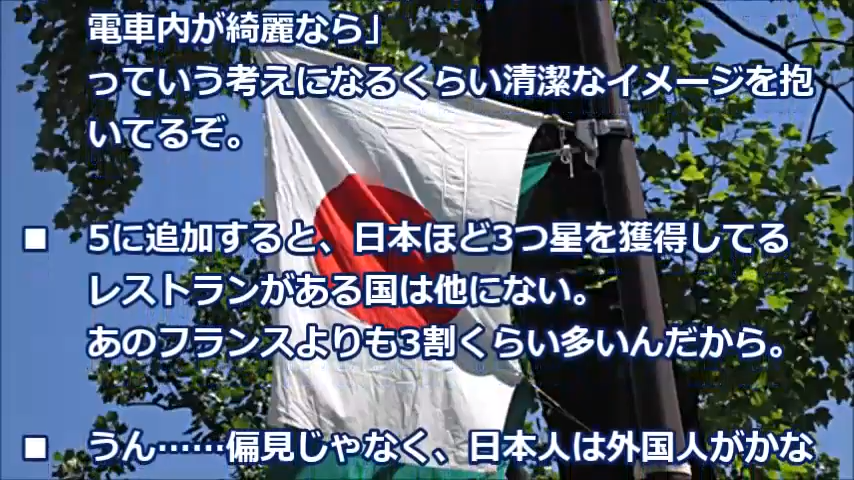 電車内が綺麗なら」
っていう考えになるくらい清潔なイメージを抱
いてるぞ。
■ 5に追加すると、日本ほど3つ星を獲得してる
レストランがある国は他にない。
あのフランスよりも3割くらい多いんだから。
■ うん……偏見じゃなく、日本人は外国人がかな